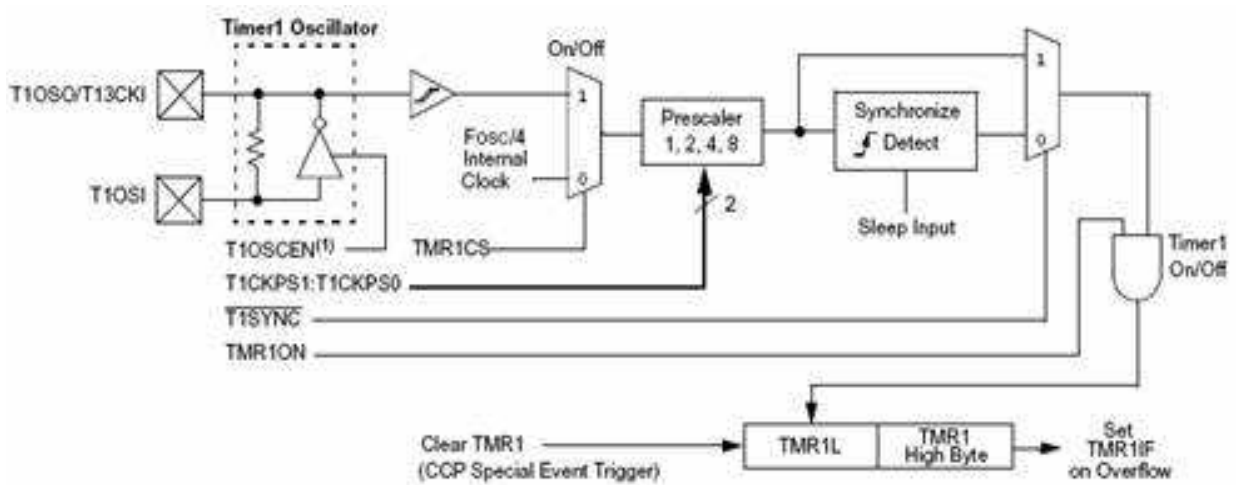 Timer1 Oscillator
On/Off
T1OSO/T13CKI
1
1
Prescaler
1, 2, 4, 8
Synchronize
Detect
FOSC/4
Internal
Clock
0
0
T1OSI
2
Sleep Input
T1OSCEN(1)
TMR1CS
Timer1
On/Off
T1CKPS1:T1CKPS0
T1SYNC
TMR1ON
Clear TMR1
(CCP Special Event Trigger)
TMR1L
TMR1
High Byte
Set
TMR1IF
on Overflow